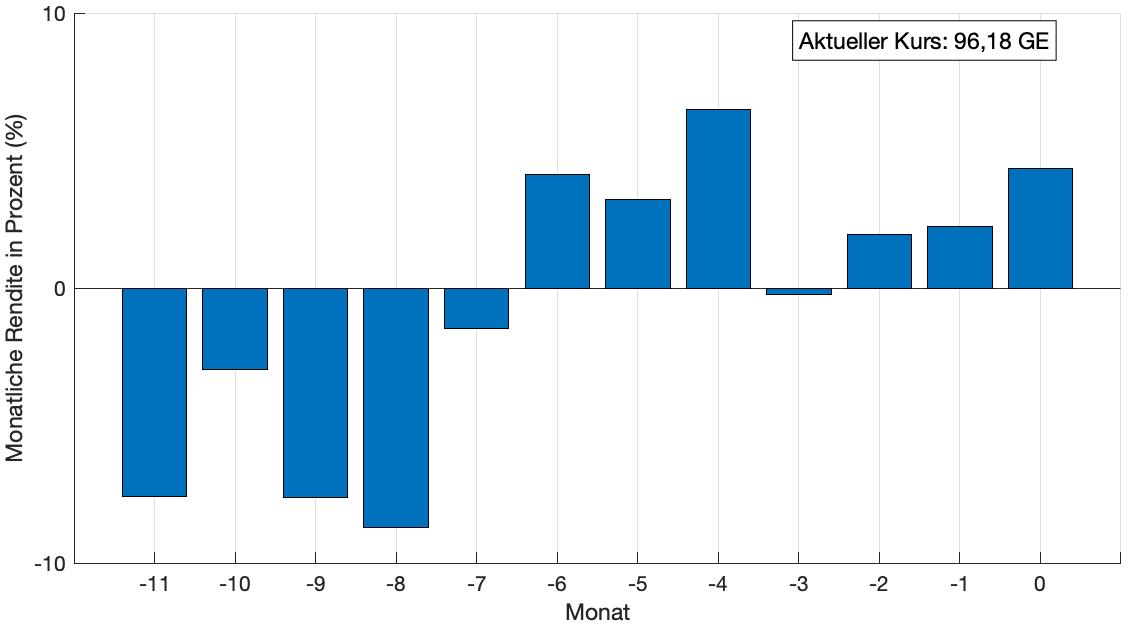 10
Aktueller Kurs: 96,18 GE
Monatliche Rendite in Prozent (%)
0
-10
-11 -10 -9 -8 -7 -6 -5 -4 -3 -2 -1 0
Monat